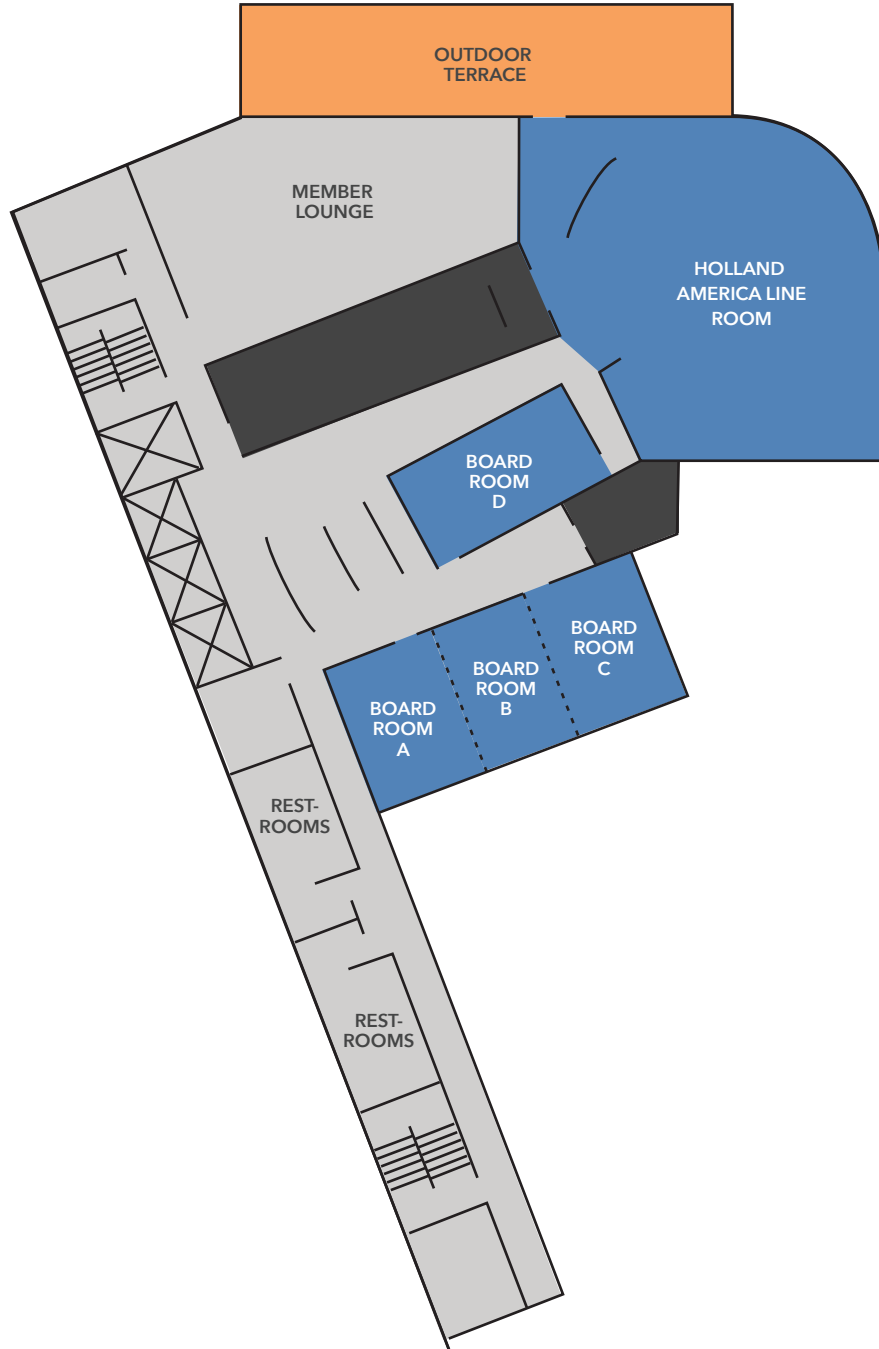 OUTDOOR
TERRACE
MEMBER
LOUNGE
HOLLAND
AMERICA LINE
ROOM
BOARD
ROOM
D
BOARD
ROOM
C
BOARD
ROOM
B
BOARD
ROOM
A
REST-
ROOMS
REST-
ROOMS